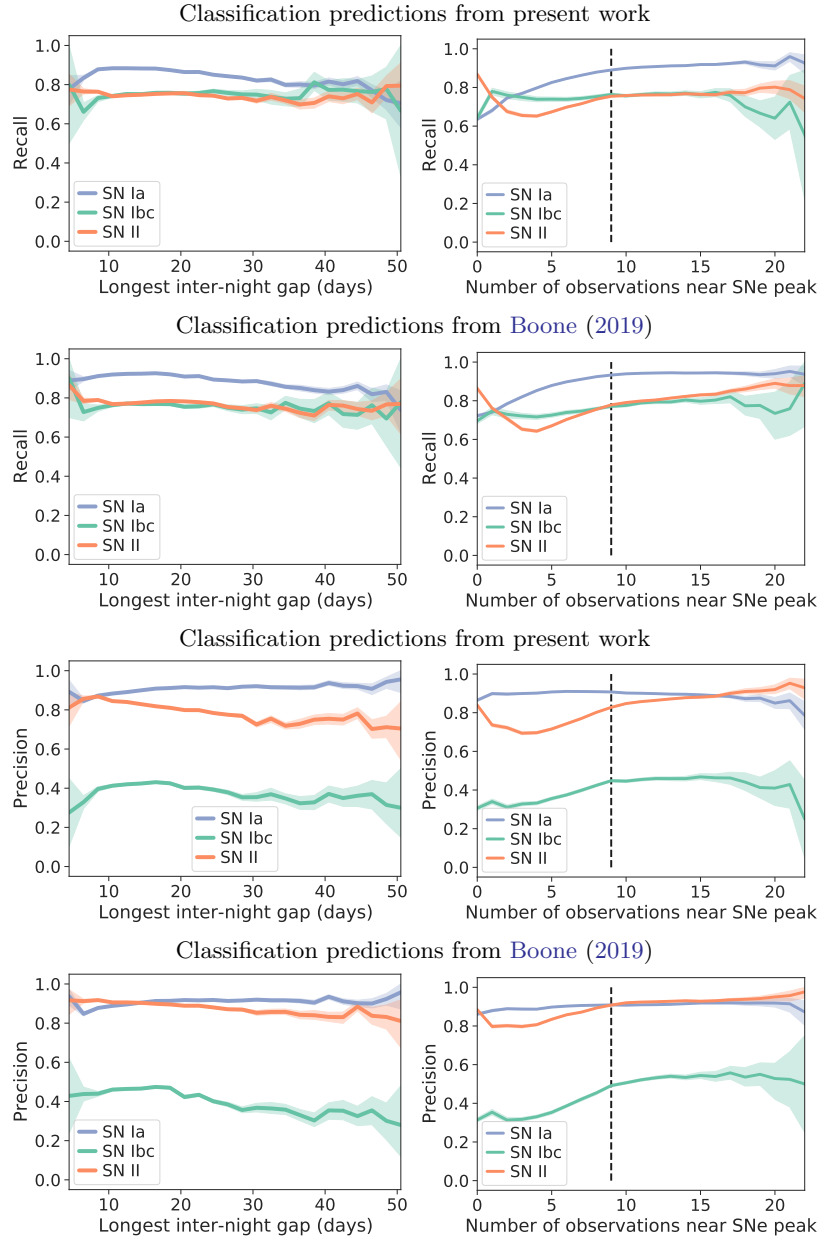 Classification predictions from present work
1.0
0.8
0.6
0.4
0.2
0.0
Recall
SN Ia
SN Ibc
SN II
10 20 30 40 50
Longest inter-night gap (days)
1.0
0.8
0.6
0.4
0.2
0.0
Recall
SN Ia
SN Ibc
SN II
0 5 10 15 20
Number of observations near SNe peak
Classification predictions from Boone (2019)
1.0
0.8
0.6
0.4
0.2
0.0
Recall
SN Ia
SN Ibc
SN II
10 20 30 40 50
Longest inter-night gap (days)
1.0
0.8
0.6
0.4
0.2
0.0
Recall
SN Ia
SN Ibc
SN II
0 5 10 15 20
Number of observations near SNe peak
Classification predictions from present work
1.0
0.8
0.6
0.4
0.2
0.0
Precision
SN Ia
SN Ibc
SN II
10 20 30 40 50
Longest inter-night gap (days)
1.0
0.8
0.6
0.4
0.2
0.0
Precision
SN Ia
SN Ibc
SN II
0 5 10 15 20
Number of observations near SNe peak
Classification predictions from Boone (2019)
1.0
0.8
0.6
0.4
0.2
0.0
Precision
SN Ia
SN Ibc
SN II
10 20 30 40 50
Longest inter-night gap (days)
1.0
0.8
0.6
0.4
0.2
0.0
Precision
SN Ia
SN Ibc
SN II
0 5 10 15 20
Number of observations near SNe peak